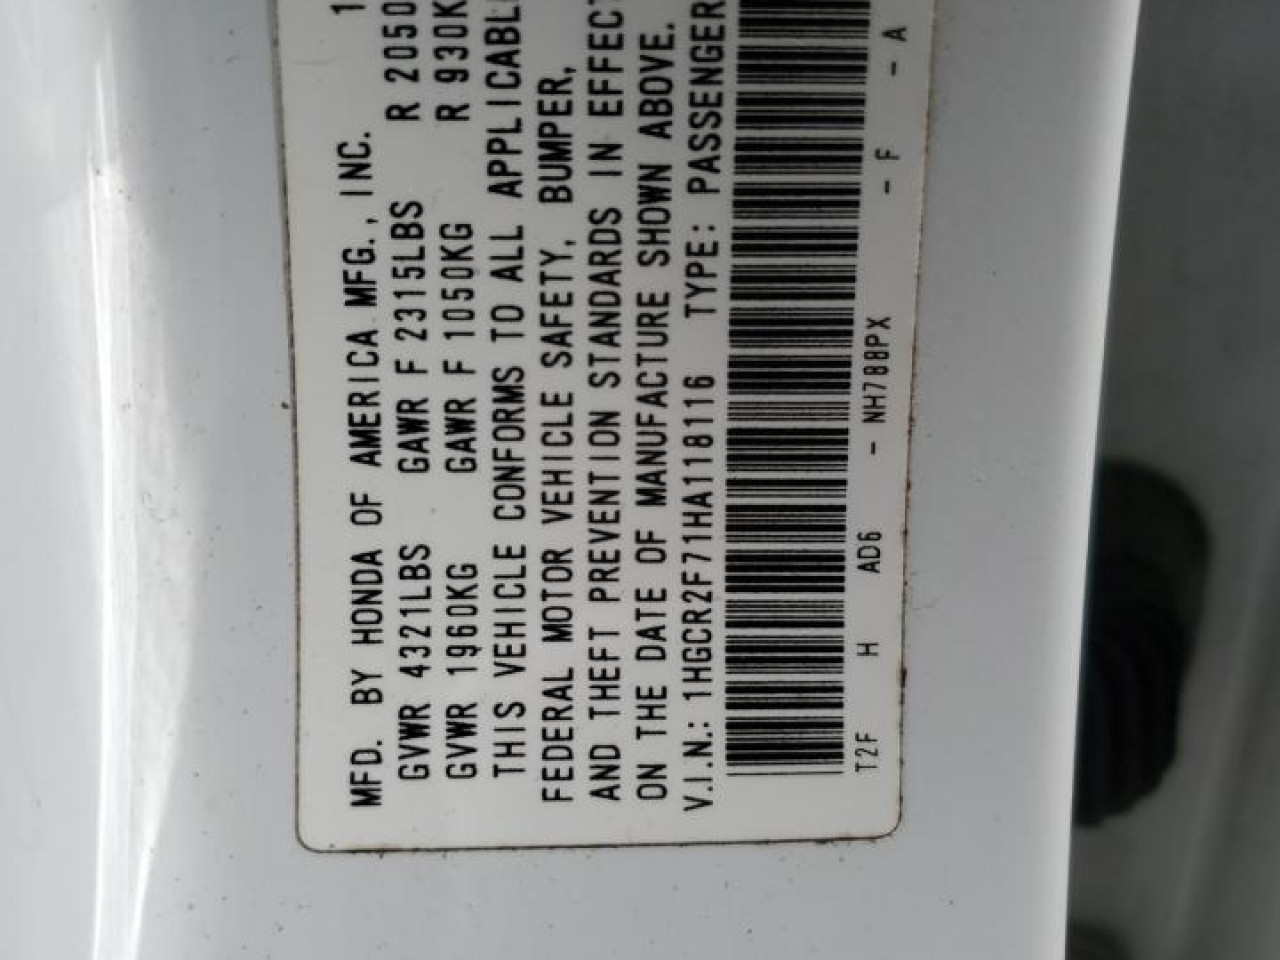 MFD. BY HONDA OF AMERICA MFG., INC. 1
GVWR 4321LBS GAWR F 2315LBS R 2050
GVWR 1960KG GAWR F 1050KG R 930K
THIS VEHICLE CONFORMS TO ALL APPLICABL
FEDERAL MOTOR VEHICLE SAFETY, BUMPER,
AND THEFT PREVENTION STANDARDS IN EFFECT
ON THE DATE OF MANUFACTURE SHOWN ABOVE.
V.I.N.: 1HGCR2F71HA118116 TYPE: PASSENGER
T2F H AD6 - NH788PX - F - A